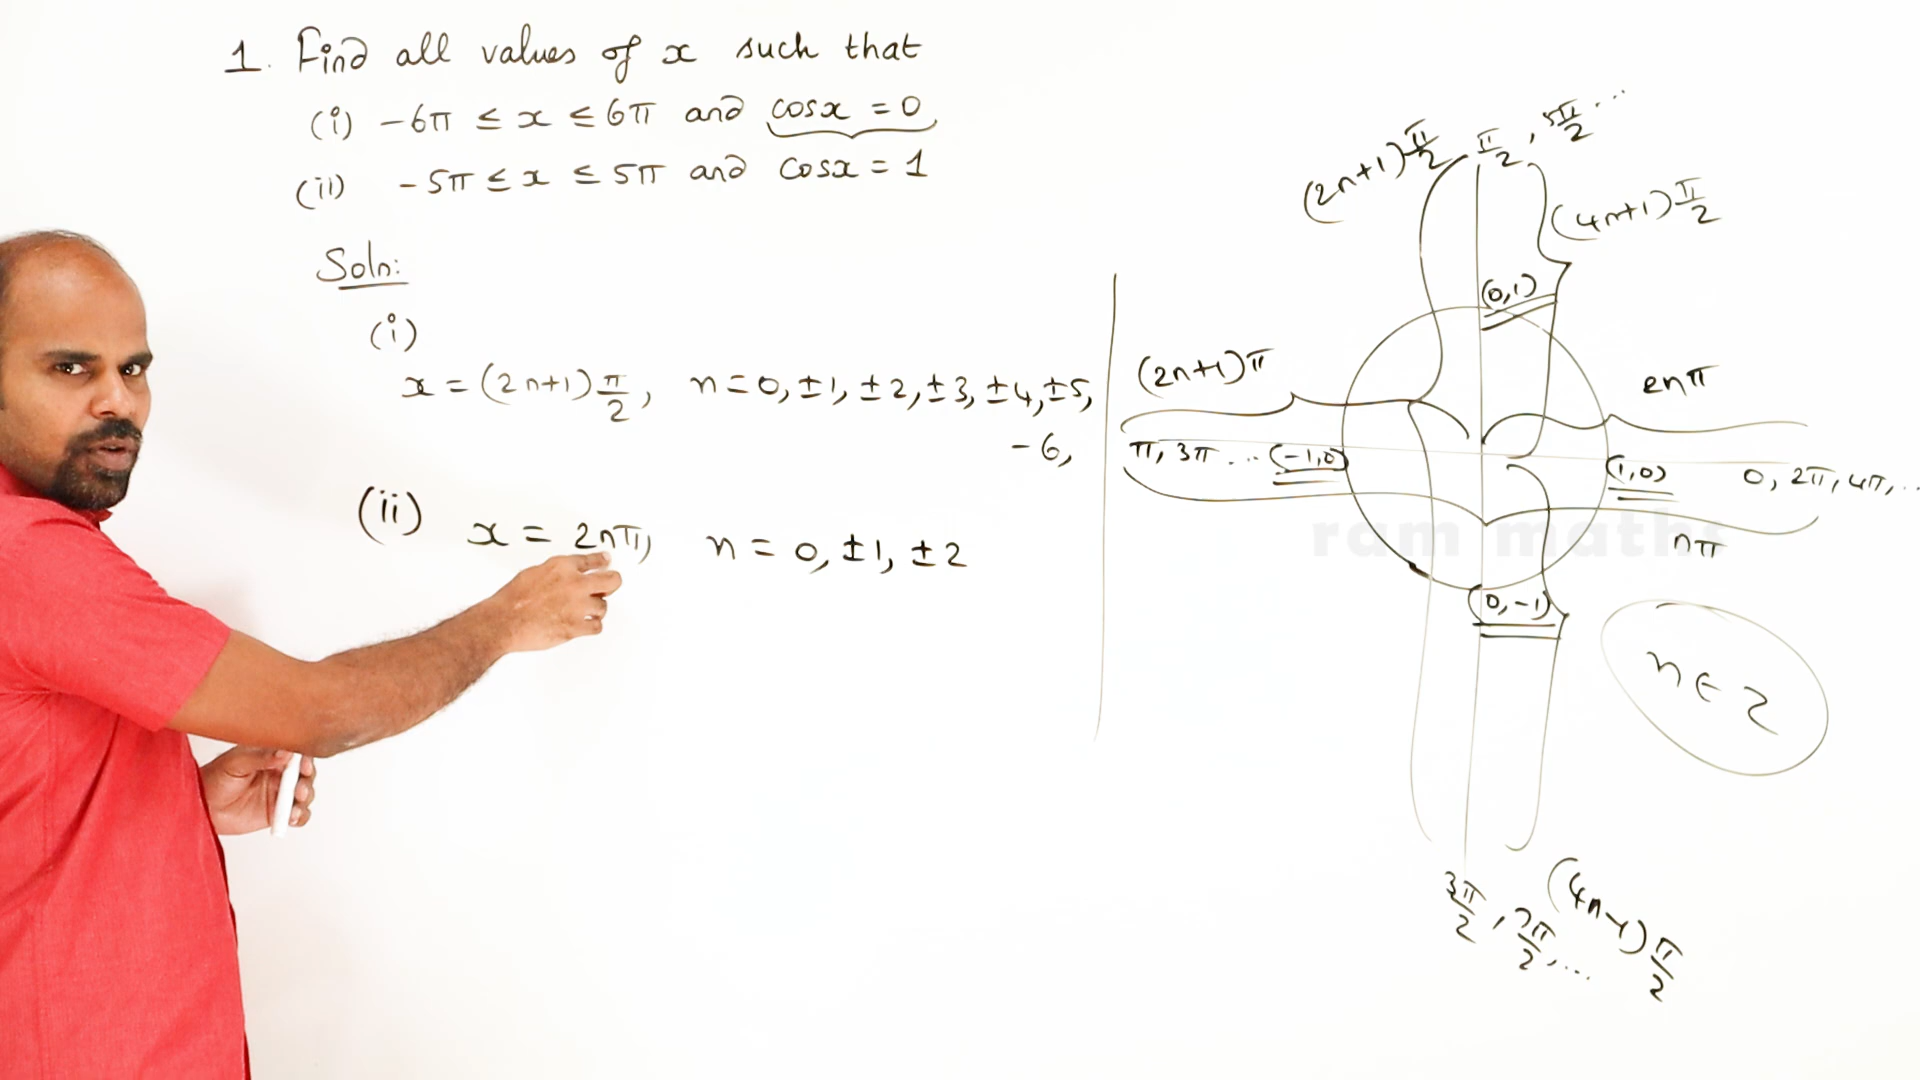 1. Find all values of x such that
(i) -6π ≤ x ≤ 6π and cosx = 0
(ii) -5π ≤ x ≤ 5π and cosx = 1
Soln:
(i)
x = (2n+1)π/2, n = 0, ±1, ±2, ±3, ±4, ±5,
-6,
(ii) x = 2nπ, n = 0, ±1, ±2
(2n+1)π/2
π/2, 5π/2 ...
(4n+1)π/2
(0,1)
(2n+1)π
2nπ
π, 3π ... (-1,0)
(1,0) 0, 2π, 4π, ...
ram maths
nπ
(0,-1)
n ∈ Z
3π/2, 7π/2, ...
(4n-1)π/2